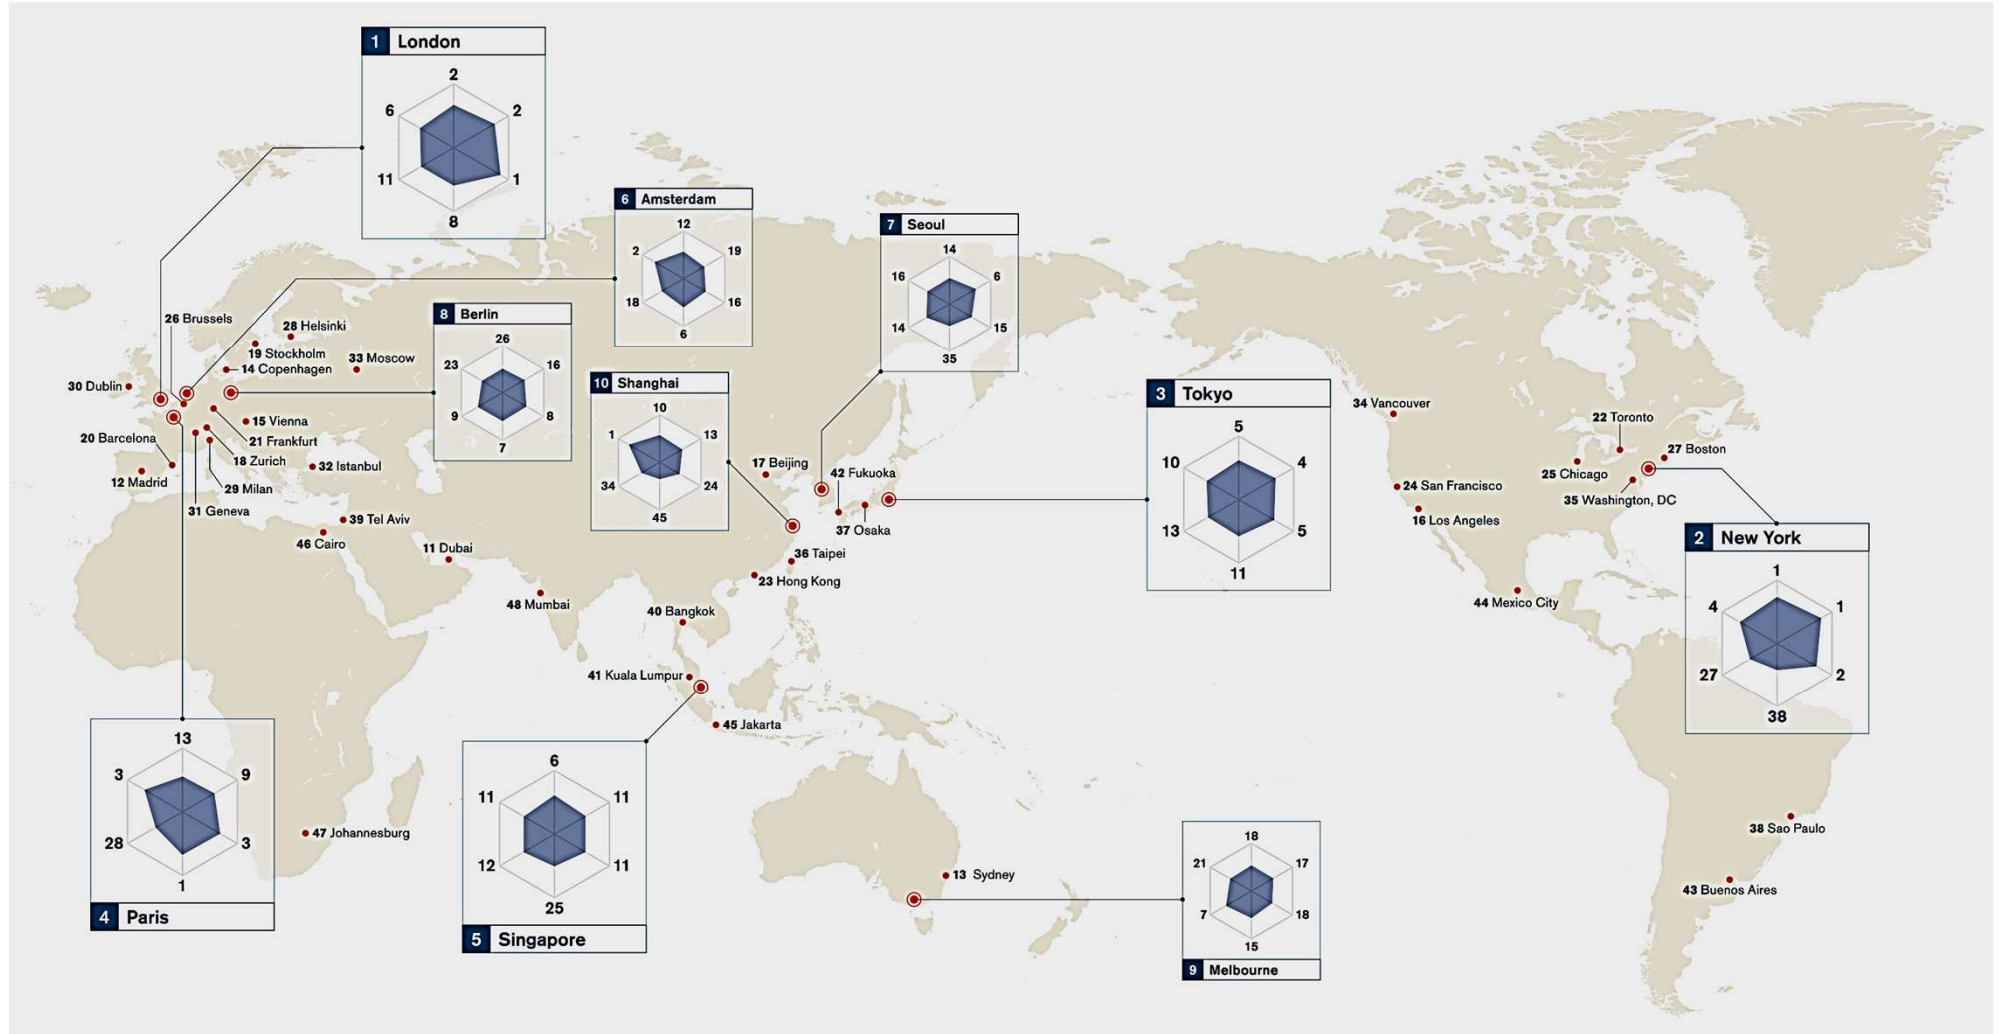 1 London
2
2
1
8
11
6
6 Amsterdam
12
19
16
6
18
2
7 Seoul
14
6
15
35
14
16
8 Berlin
26
16
8
7
9
23
10 Shanghai
10
13
24
45
34
1
3 Tokyo
5
4
5
11
13
10
2 New York
1
1
2
38
27
4
4 Paris
13
9
3
1
28
3
5 Singapore
6
11
11
25
12
11
9 Melbourne
18
17
18
15
7
21
26 Brussels
28 Helsinki
19 Stockholm
14 Copenhagen
33 Moscow
30 Dublin
15 Vienna
20 Barcelona
21 Frankfurt
18 Zurich
32 Istanbul
12 Madrid
29 Milan
31 Geneva
39 Tel Aviv
46 Cairo
11 Dubai
48 Mumbai
17 Beijing
42 Fukuoka
37 Osaka
36 Taipei
23 Hong Kong
40 Bangkok
41 Kuala Lumpur
45 Jakarta
47 Johannesburg
13 Sydney
34 Vancouver
22 Toronto
27 Boston
25 Chicago
24 San Francisco
35 Washington, DC
16 Los Angeles
44 Mexico City
38 Sao Paulo
43 Buenos Aires